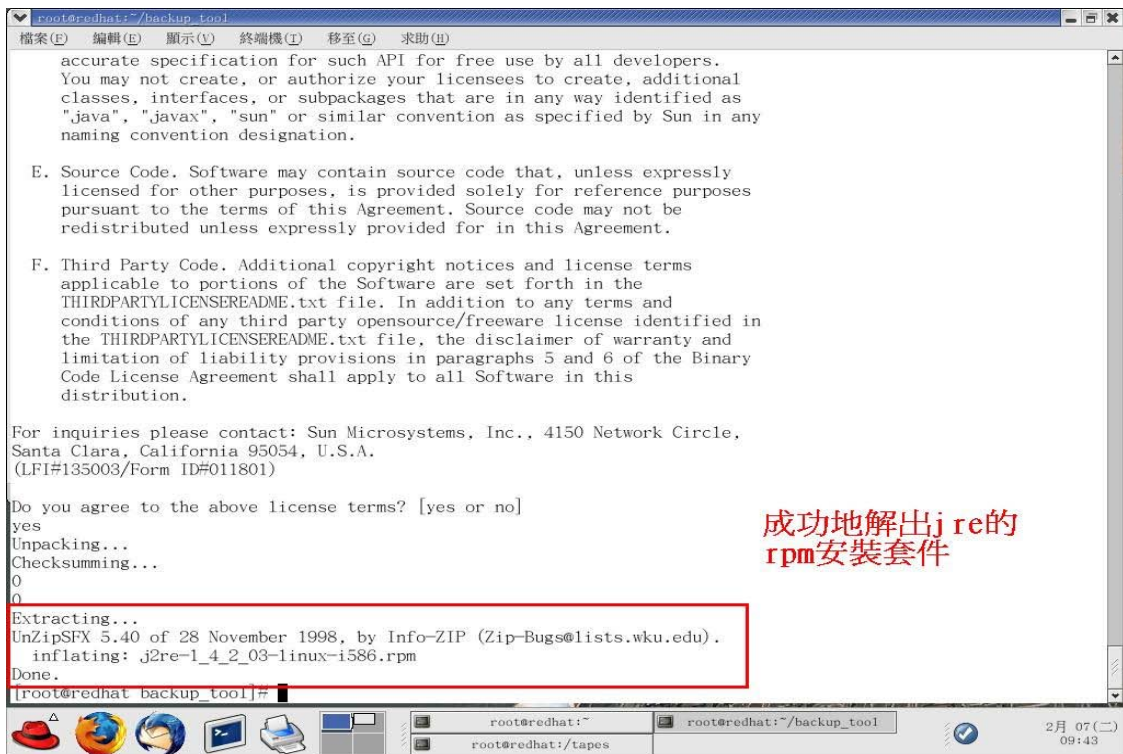 root@redhat:~/backup_tool
檔案(F) 編輯(E) 顯示(V) 終端機(T) 移至(G) 求助(H)
accurate specification for such API for free use by all developers.
You may not create, or authorize your licensees to create, additional
classes, interfaces, or subpackages that are in any way identified as
"java", "javax", "sun" or similar convention as specified by Sun in any
naming convention designation.
E. Source Code. Software may contain source code that, unless expressly
licensed for other purposes, is provided solely for reference purposes
pursuant to the terms of this Agreement. Source code may not be
redistributed unless expressly provided for in this Agreement.
F. Third Party Code. Additional copyright notices and license terms
applicable to portions of the Software are set forth in the
THIRDPARTYLICENSEREADME.txt file. In addition to any terms and
conditions of any third party opensource/freeware license identified in
the THIRDPARTYLICENSEREADME.txt file, the disclaimer of warranty and
limitation of liability provisions in paragraphs 5 and 6 of the Binary
Code License Agreement shall apply to all Software in this
distribution.
For inquiries please contact: Sun Microsystems, Inc., 4150 Network Circle,
Santa Clara, California 95054, U.S.A.
(LFI#135003/Form ID#011801)
Do you agree to the above license terms? [yes or no]
yes
Unpacking...
Checksumming...
0
0
成功地解出jre的
rpm安裝套件
Extracting...
UnZipSFX 5.40 of 28 November 1998, by Info-ZIP (Zip-Bugs@lists.wku.edu).
inflating: j2re-1_4_2_03-linux-i586.rpm
Done.
[root@redhat backup_tool]#
root@redhat:~
root@redhat:~/backup_tool
root@redhat:/tapes
2月 07(二)
09:43